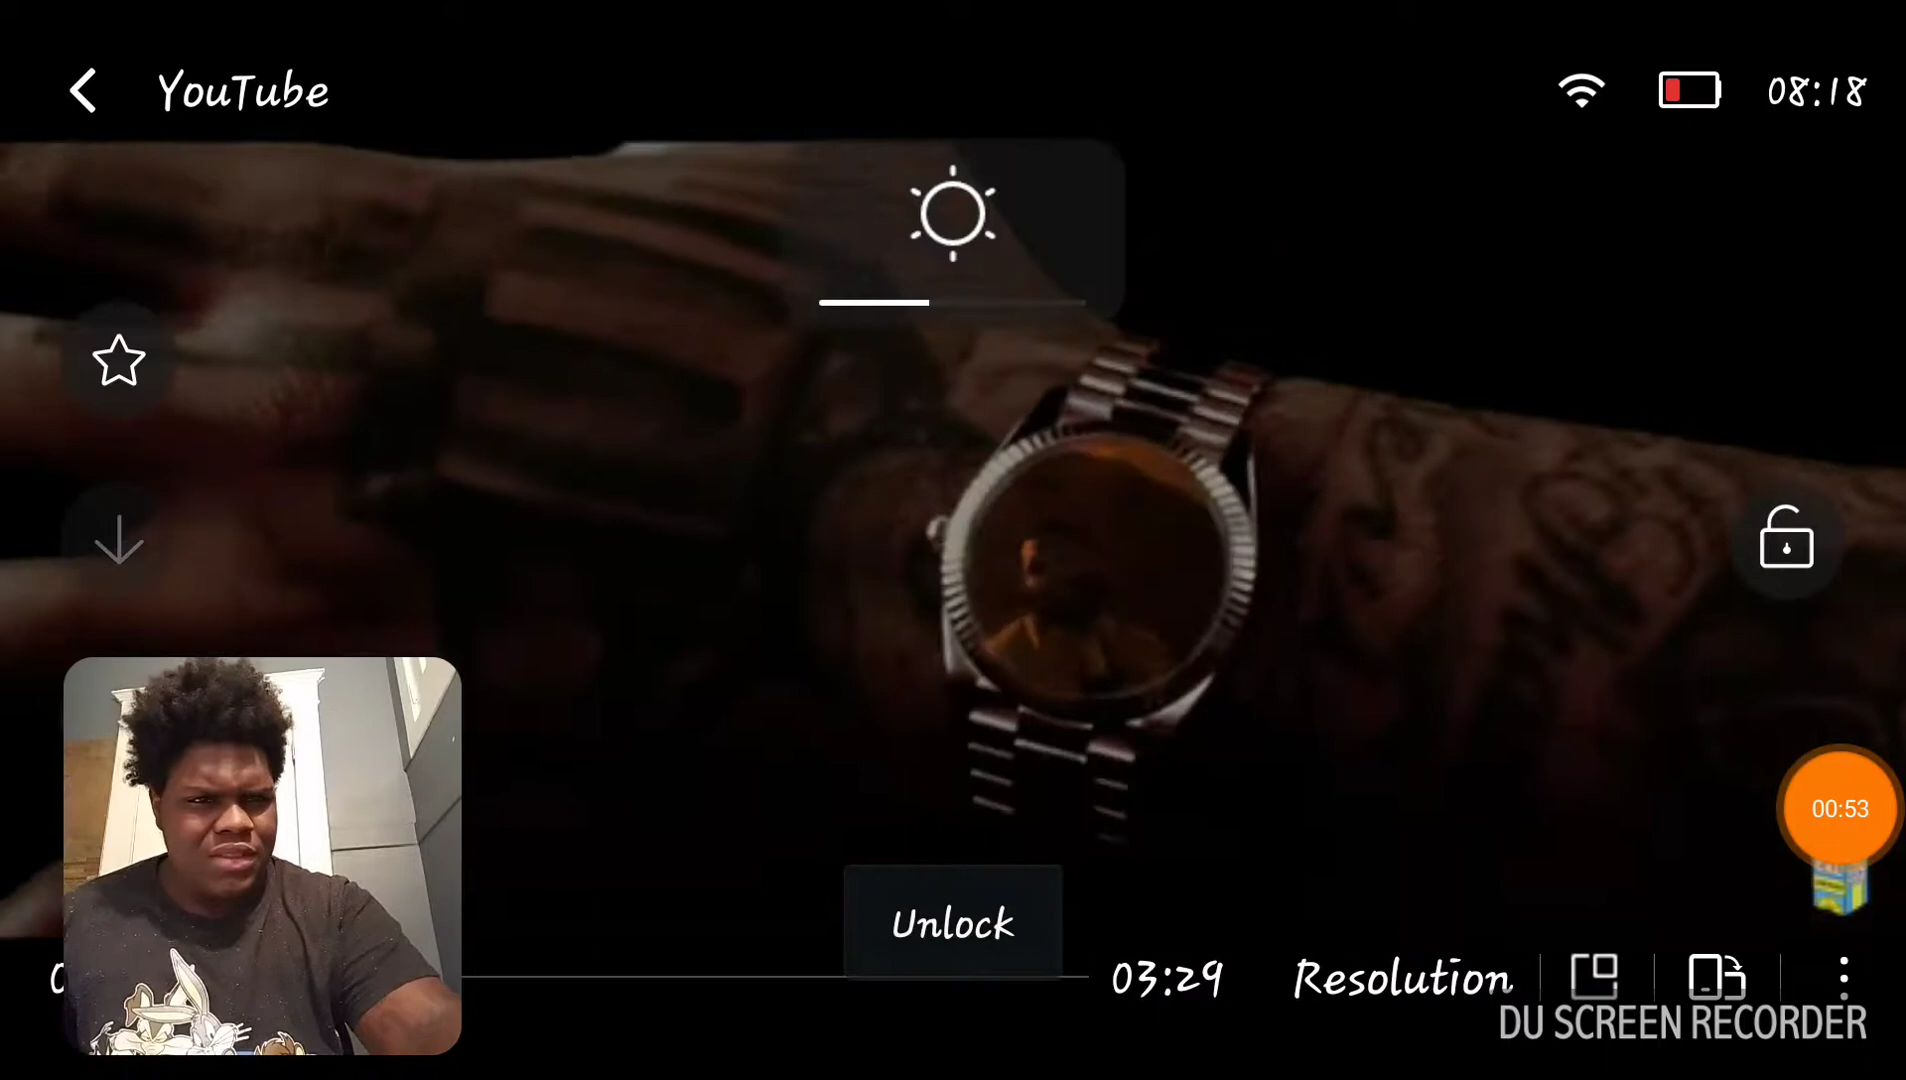 YouTube
08:18
00:53
Unlock
03:29
Resolution
DU SCREEN RECORDER